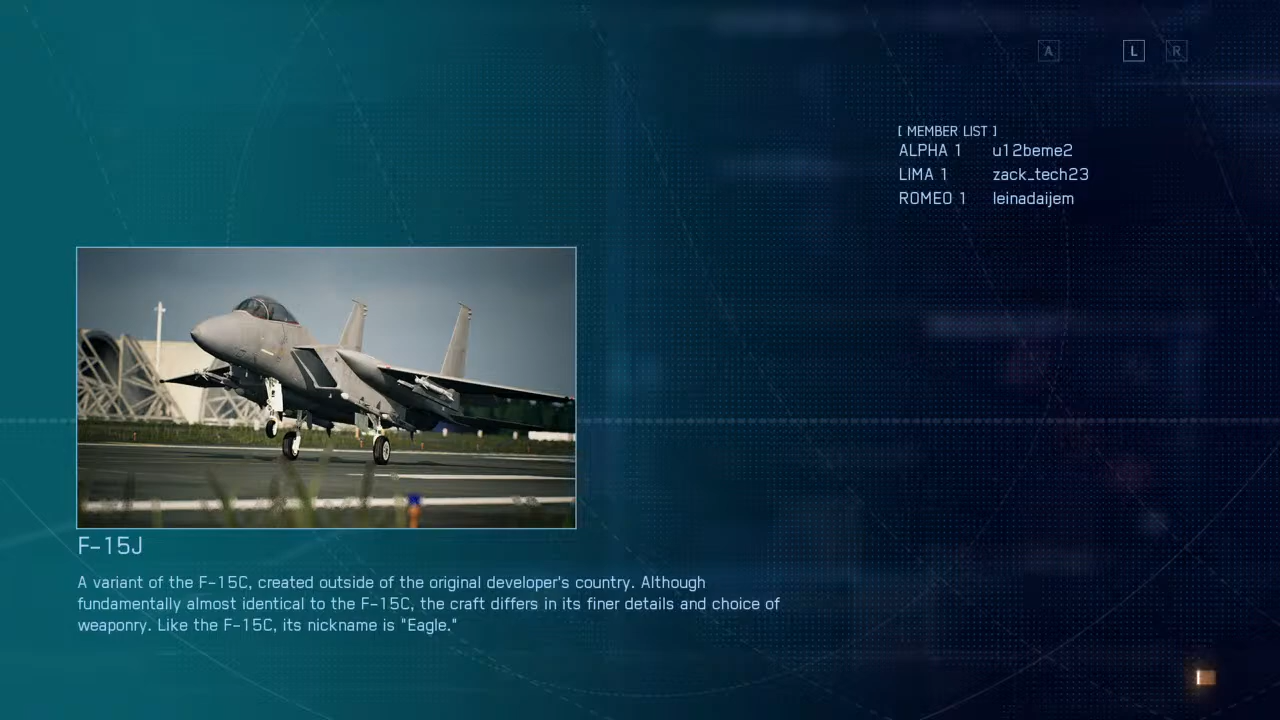 A L R
[ MEMBER LIST ]
ALPHA 1 u12beme2
LIMA 1 zack_tech23
ROMEO 1 leinadaijem
F-15J
A variant of the F-15C, created outside of the original developer's country. Although
fundamentally almost identical to the F-15C, the craft differs in its finer details and choice of
weaponry. Like the F-15C, its nickname is "Eagle."